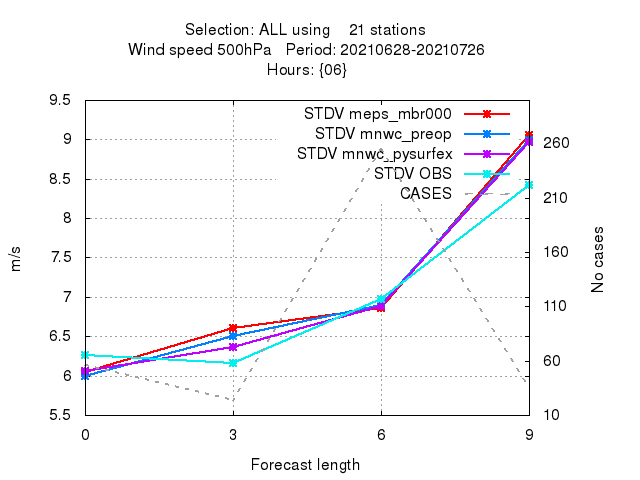 Selection: ALL using    21 stations
Wind speed 500hPa   Period: 20210628-20210726
Hours: {06}
9.5
9
8.5
8
7.5
7
6.5
6
5.5
m/s
STDV meps_mbr000
STDV mnwc_preop
STDV mnwc_pysurfex
STDV OBS
CASES
260
210
160
110
60
10
No cases
0 3 6 9
Forecast length